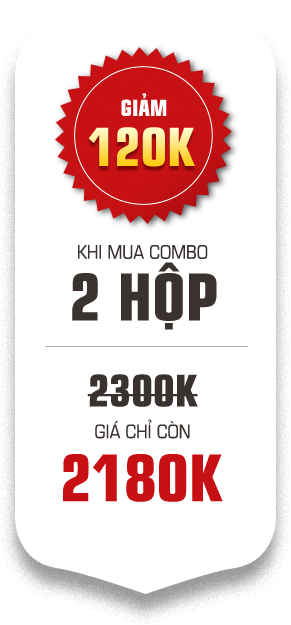 GIẢM
120K
KHI MUA COMBO
2 HỘP
2300K
GIÁ CHỈ CÒN
2180K